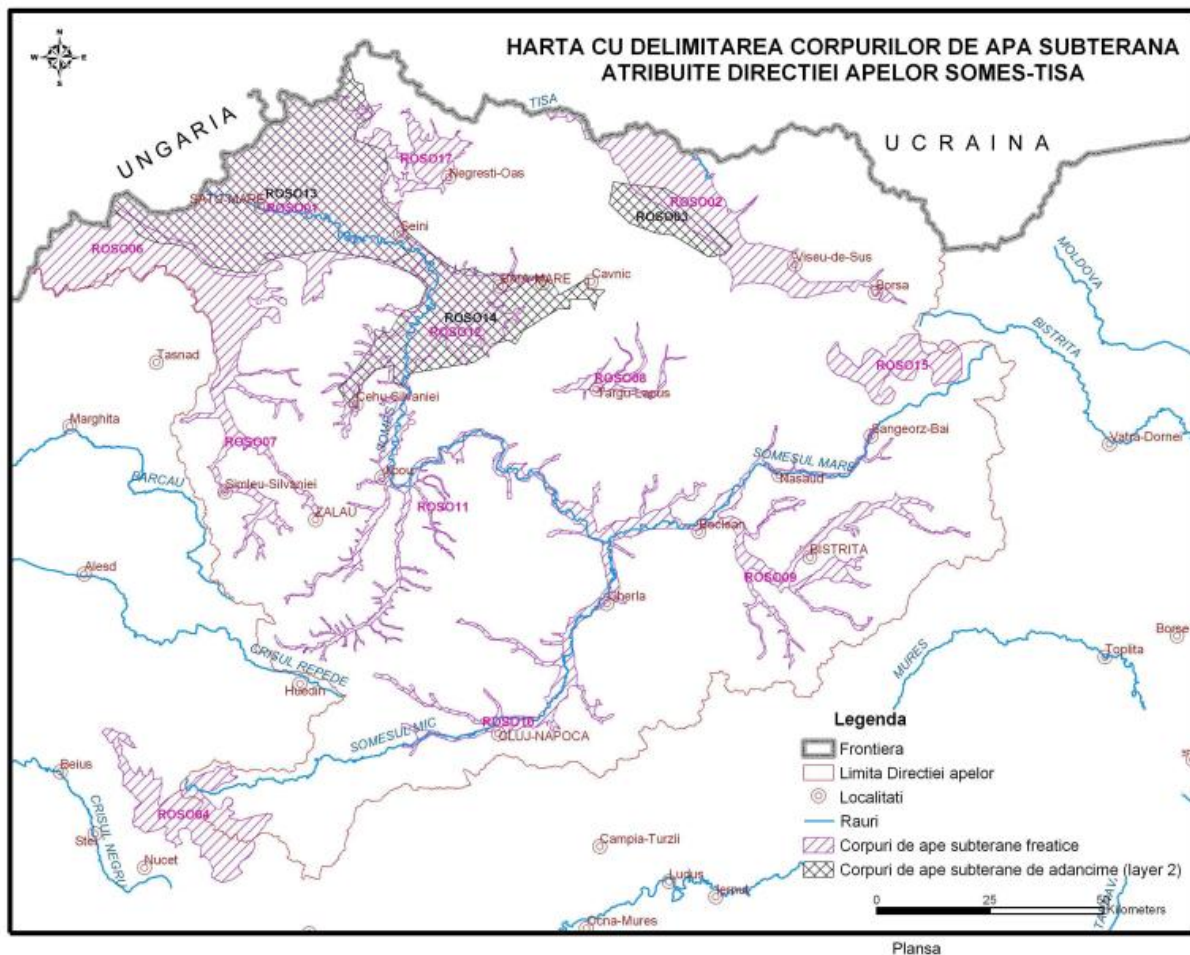 N
W E
S
HARTA CU DELIMITAREA CORPURILOR DE APA SUBTERANA
ATRIBUITE DIRECTIEI APELOR SOMES-TISA
TISA
UNGARIA
UCRAINA
ROSO17
Negresti-Oas
SATU-MARE
ROSO13
ROSO01
ROSO02
ROSO03
Seini
ROSO06
MOLDOVA
Viseu-de-Sus
BAIA-MARE
Cavnic
Borsa
BISTRITA
ROSO14
ROSO12
Tasnad
ROSO15
ROSO08
Targu-Lapus
Cehu-Silvaniei
Marghita
SOMES
ROSO07
Sangeorz-Bai
Vatra-Dornei
SOMESUL MARE
BARCAU
Simleu-Silvaniei
Jibou
Nasaud
ROSO11
ZALAU
Beclean
BISTRITA
Alesd
ROSO09
Gherla
Borse
CRISUL REPEDE
MURES
Toplita
Huedin
ROSO10
CLUJ-NAPOCA
SOMESUL MIC
Beius
ROSO04
CRISUL NEGRU
Stei
Nucet
Campia-Turzii
Ludus
Iernut
Ocna-Mures
Legenda
Frontiera
Limita Directiei apelor
Localitati
Rauri
Corpuri de ape subterane freatice
Corpuri de ape subterane de adancime (layer 2)
0 25 50
Kilometers
Plansa